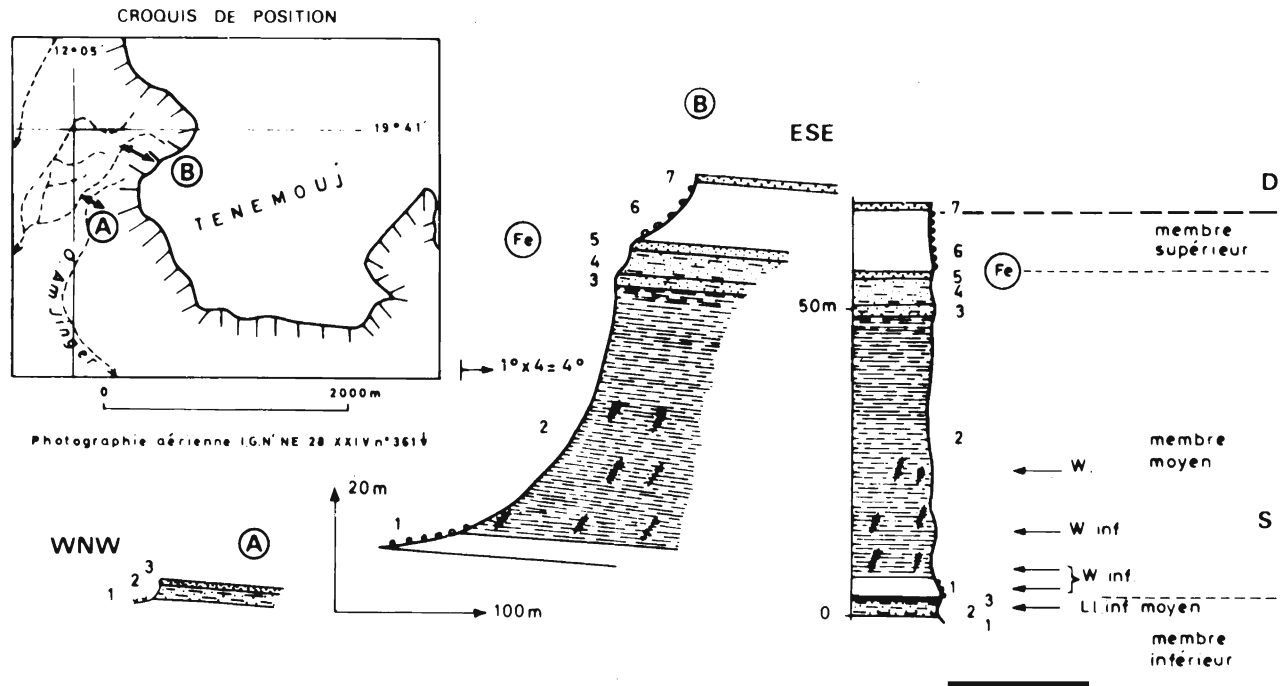 CROQUIS DE POSITION
12°05'
19°41'
B
A
TENEMOUJ
O Am jinger
0 2000m
Photographie aérienne I.G.N' NE 28 XXIV n° 361
B
ESE
7
6
5
4
3
2
1
Fe
1° x 4 = 4°
20m
100m
WNW
A
3
2
1
50m
0
7
6
5
4
3
2
1
3
2
1
Fe
D
membre
supérieur
membre
moyen
W.
W inf
W inf.
Ll inf moyen
S
membre
inférieur